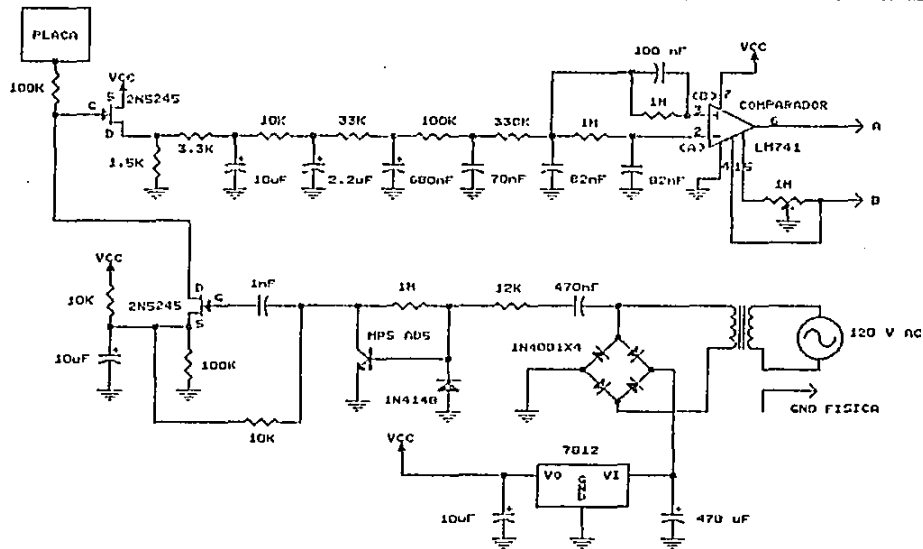 PLACA
100K
VCC
S
2N5245
G
D
1.5K
3.3K
10uF
10K
2.2uF
33K
680nF
100K
70nF
330K
82nF
1M
82nF
100 nF
1M
(B)
3
2
(A)
7
VCC
COMPARADOR
6
LM741
4 1 5
1M
A
B
VCC
10K
10uF
2N5245
D
G
S
100K
1nF
10K
1M
MPS A05
1N4148
12K
470nF
1N4001X4
120 V AC
GND FISICA
VCC
7812
VO
GND
VI
10uF
470 uF